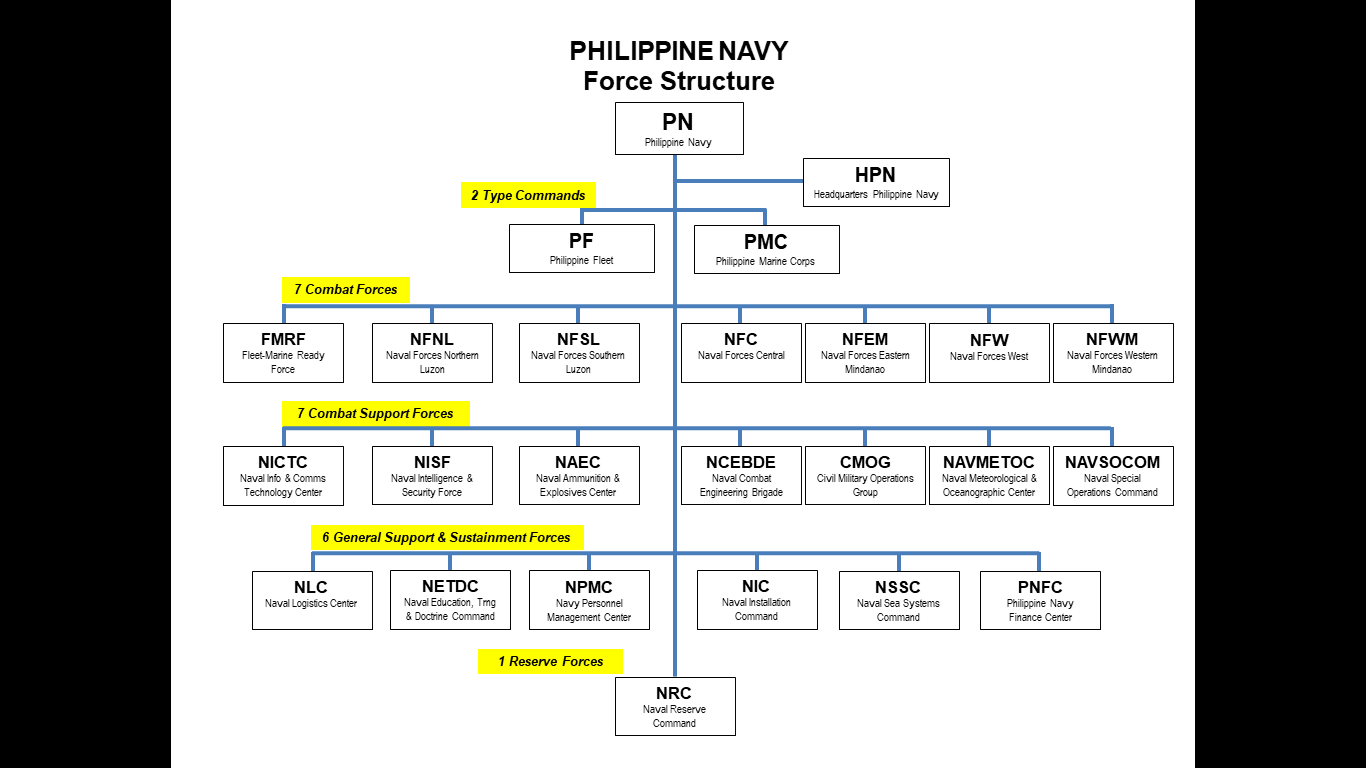 PHILIPPINE NAVY
Force Structure
PN
Philippine Navy
HPN
Headquarters Philippine Navy
2 Type Commands
PF
Philippine Fleet
PMC
Philippine Marine Corps
7 Combat Forces
FMRF
Fleet-Marine Ready
Force
NFNL
Naval Forces Northern
Luzon
NFSL
Naval Forces Southern
Luzon
NFC
Naval Forces Central
NFEM
Naval Forces Eastern
Mindanao
NFW
Naval Forces West
NFWM
Naval Forces Western
Mindanao
7 Combat Support Forces
NICTC
Naval Info & Comms
Technology Center
NISF
Naval Intelligence &
Security Force
NAEC
Naval Ammunition &
Explosives Center
NCEBDE
Naval Combat
Engineering Brigade
CMOG
Civil Military Operations
Group
NAVMETOC
Naval Meteorological &
Oceanographic Center
NAVSOCOM
Naval Special
Operations Command
6 General Support & Sustainment Forces
NLC
Naval Logistics Center
NETDC
Naval Education, Trng
& Doctrine Command
NPMC
Navy Personnel
Management Center
NIC
Naval Installation
Command
NSSC
Naval Sea Systems
Command
PNFC
Philippine Navy
Finance Center
1 Reserve Forces
NRC
Naval Reserve
Command